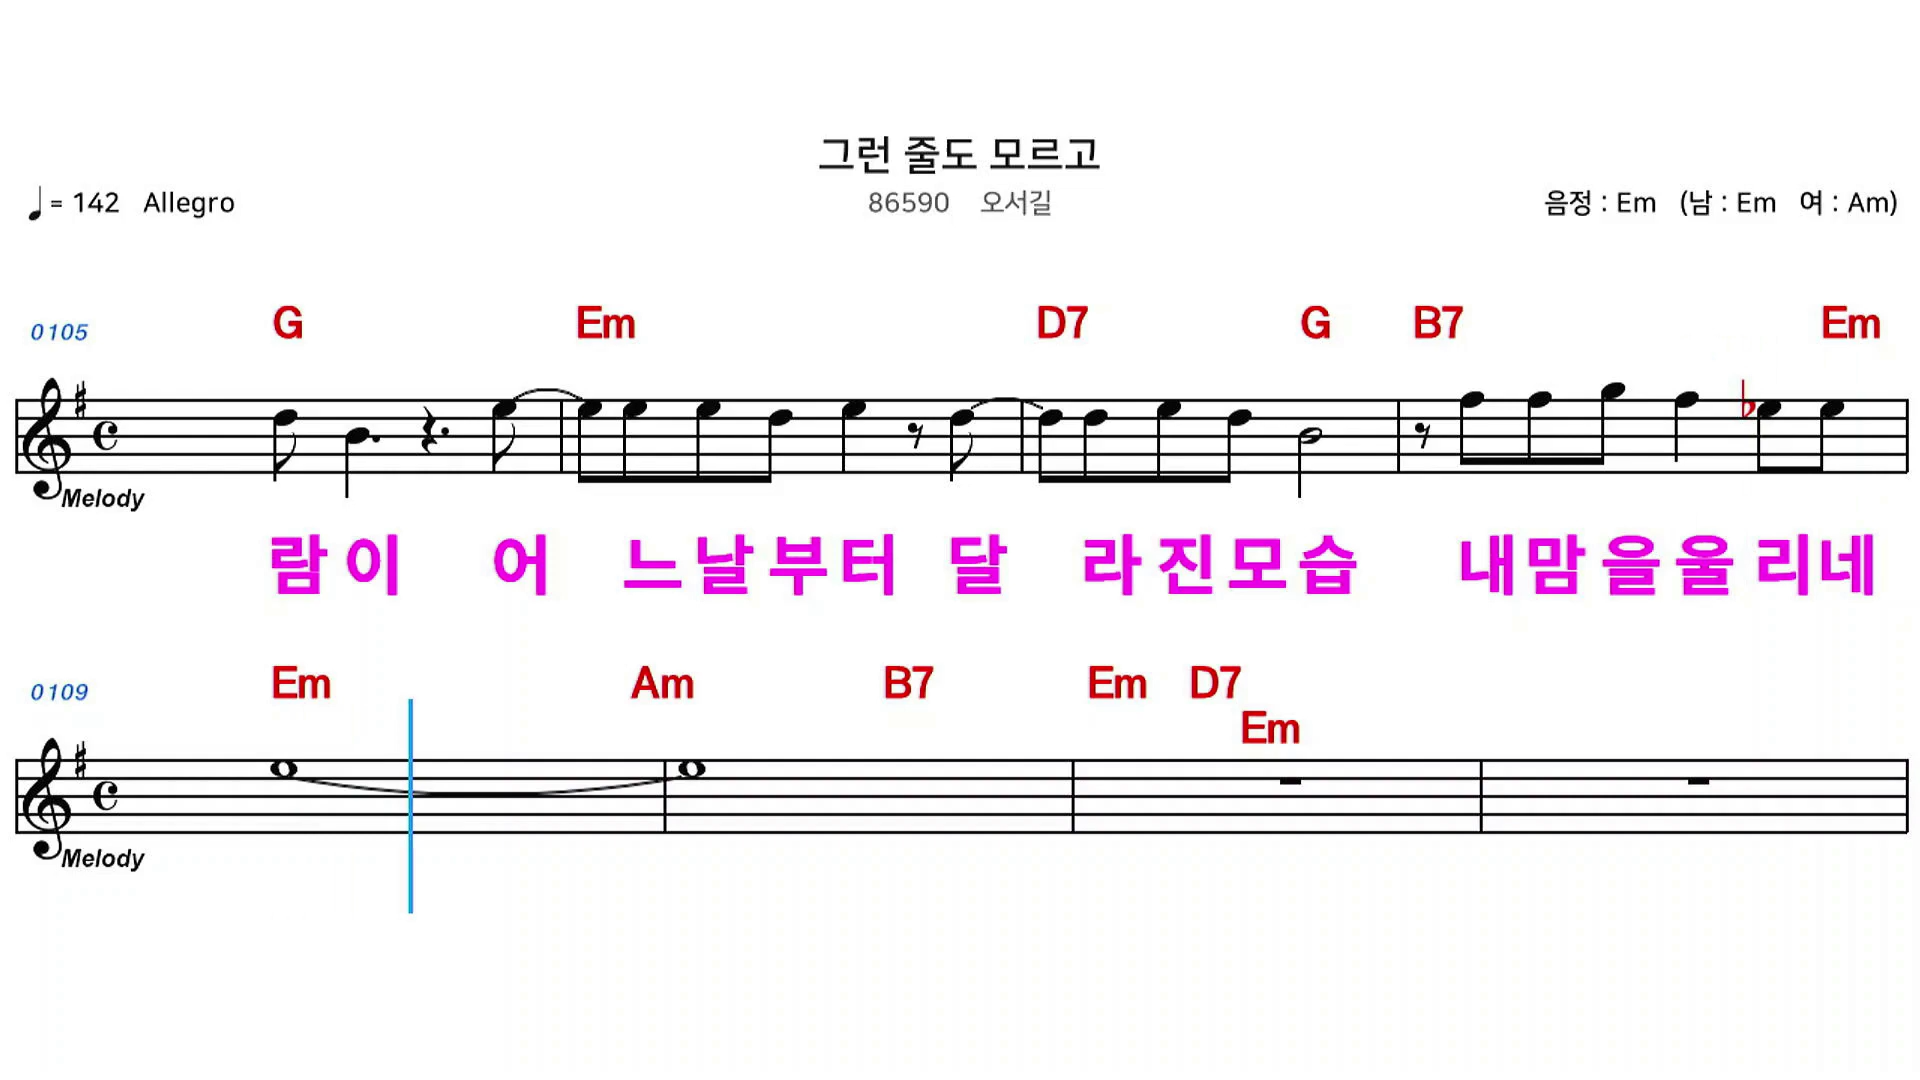 그런 줄도 모르고
♩= 142 Allegro 86590 오서길 음정 : Em (남 : Em 여 : Am)
0105 G Em D7 G B7 Em
Melody
람 이 어 느 날 부 터 달 라 진 모 습 내 맘 을 울 리 네
0109 Em Am B7 Em D7
Em
Melody